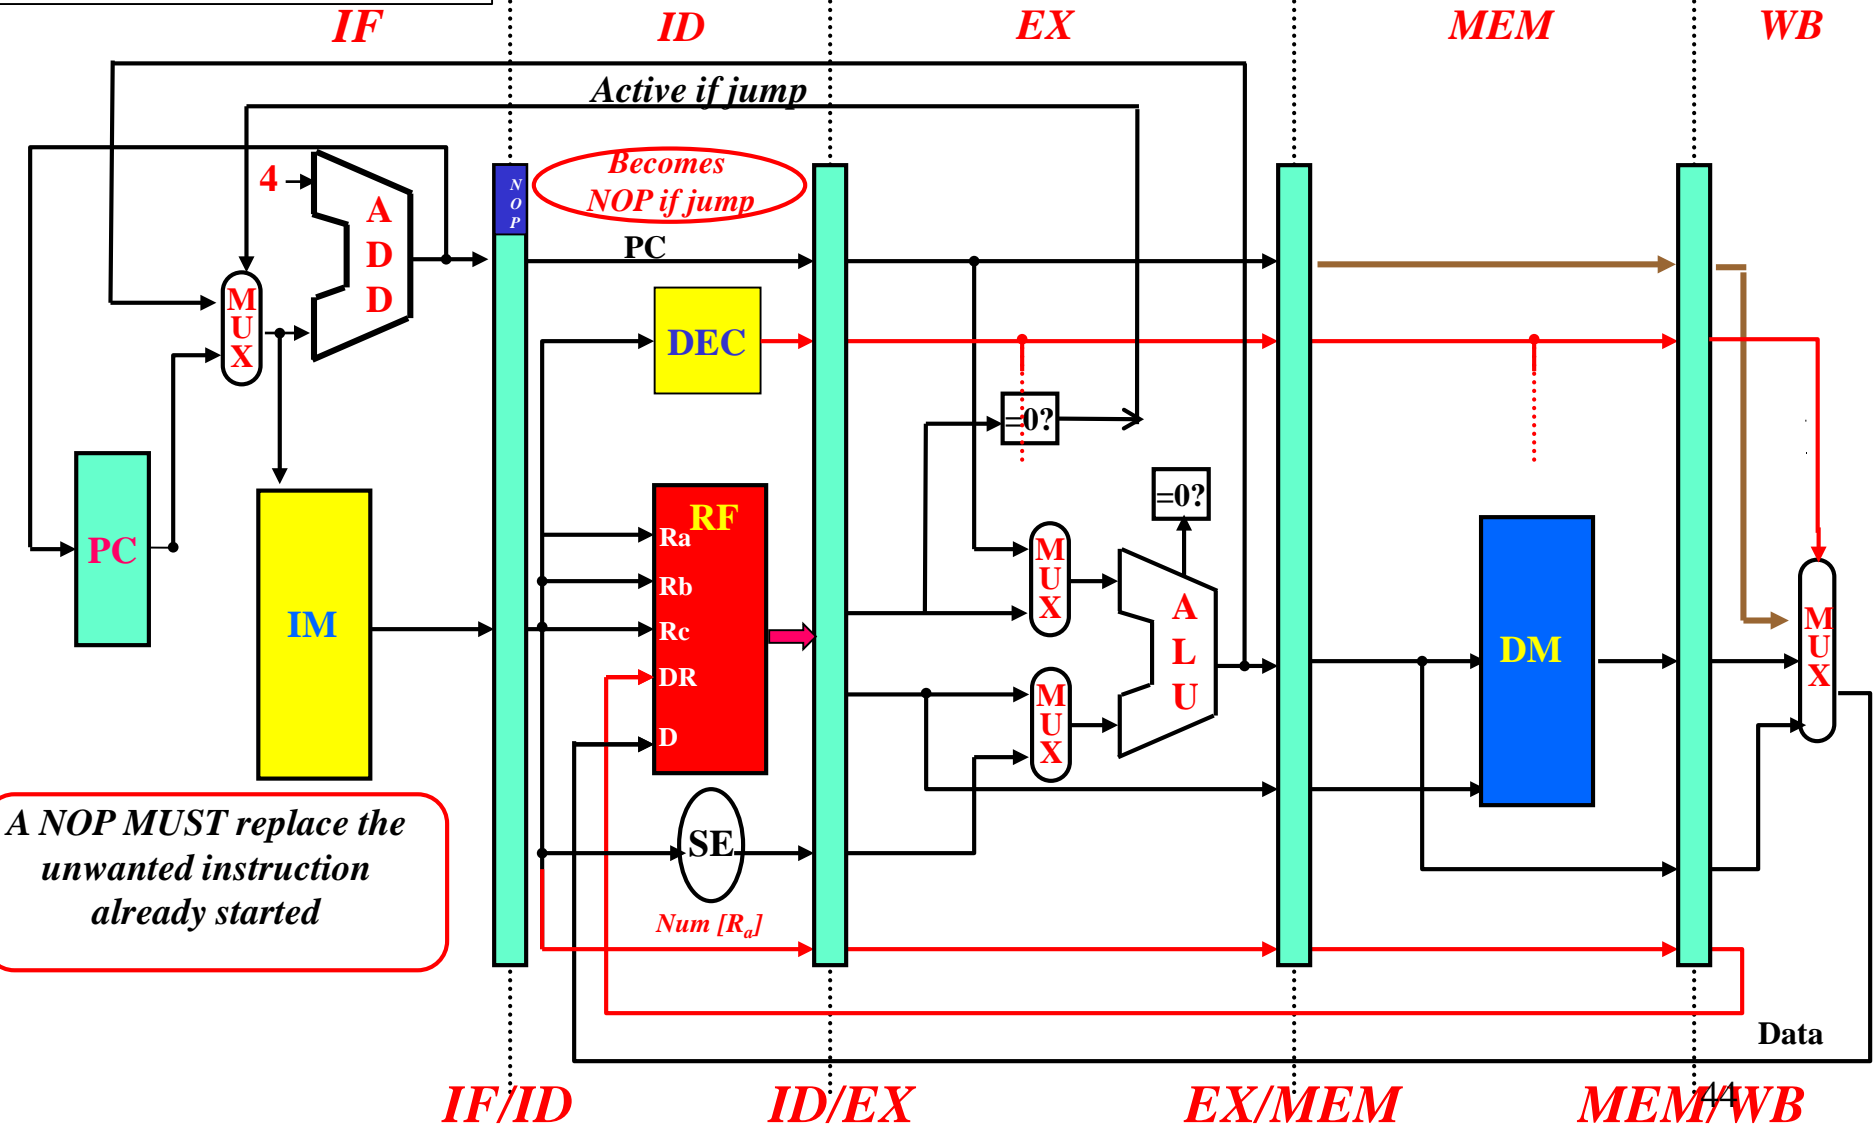 IF
ID
EX
MEM
WB
Active if jump
Becomes
NOP if jump
4
A
D
D
N
O
P
PC
M
U
X
DEC
=0?
=0?
PC
IM
RF
Ra
Rb
Rc
DR
D
M
U
X
M
U
X
A
L
U
DM
M
U
X
SE
Num [Ra]
A NOP MUST replace the
unwanted instruction
already started
Data
IF/ID
ID/EX
EX/MEM
MEM/WB
44